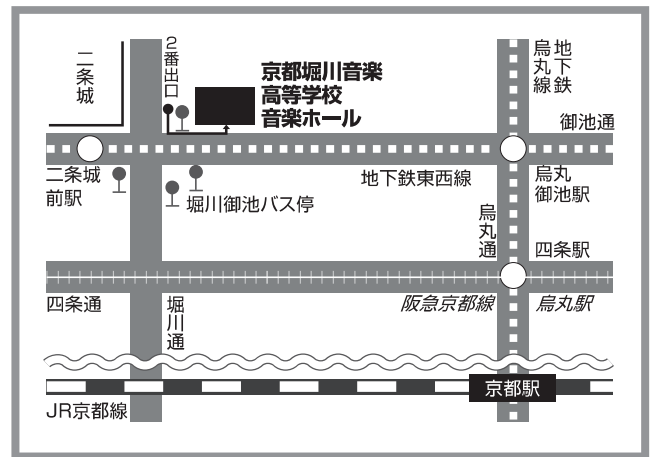 二条城
2番出口
京都堀川音楽
高等学校
音楽ホール
地下鉄
烏丸線
御池通
二条城
前駅
堀川御池バス停
地下鉄東西線
烏丸
御池駅
烏丸通
四条駅
四条通
堀川通
阪急京都線
烏丸駅
京都駅
JR京都線